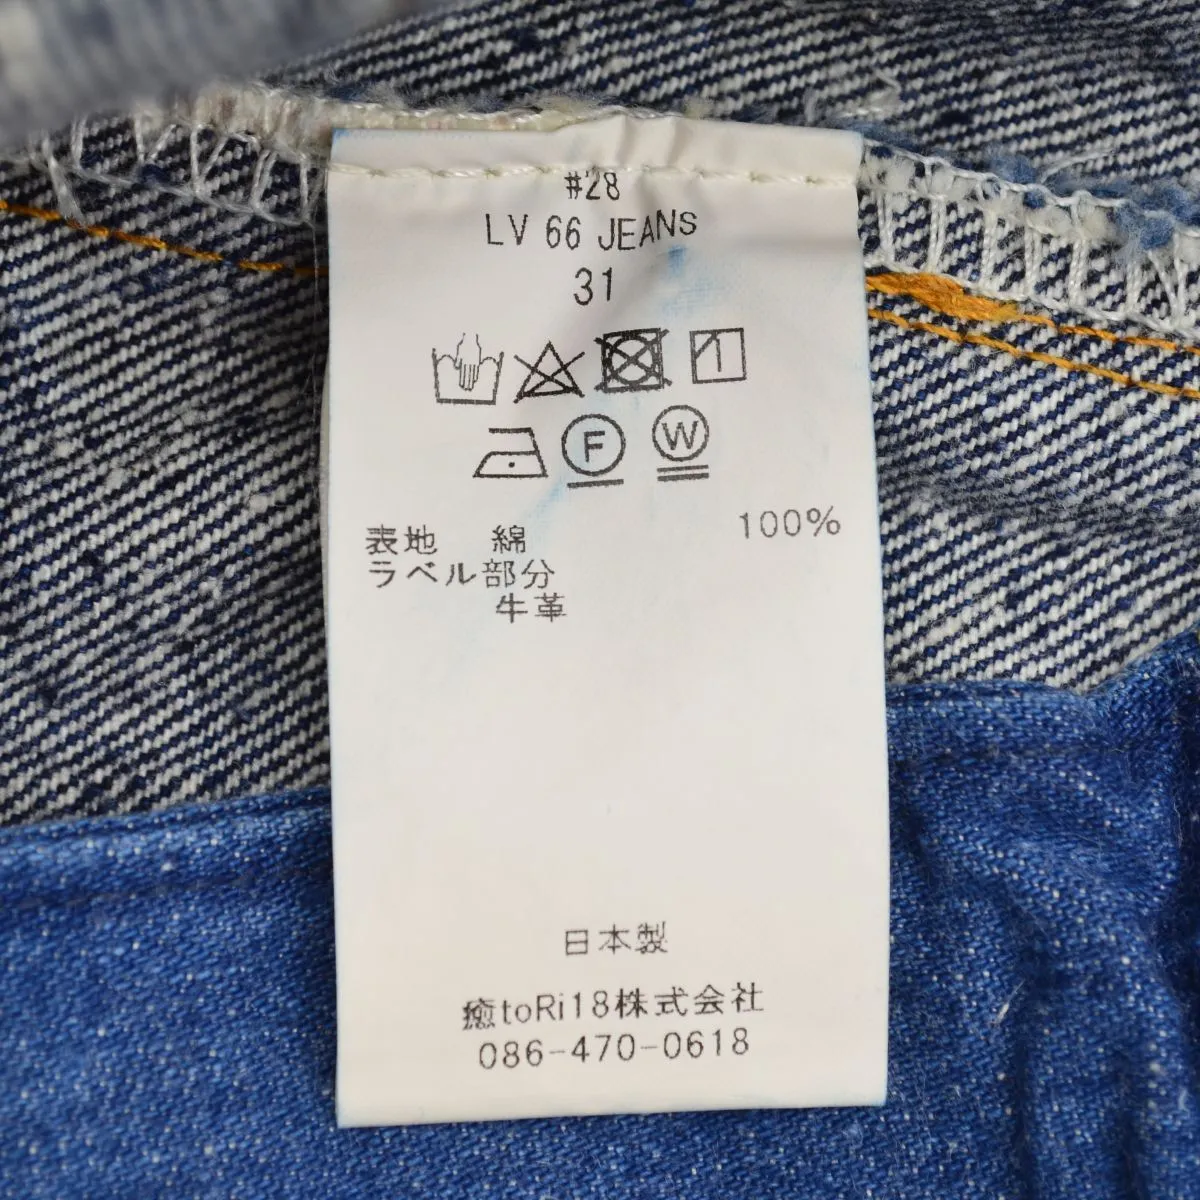 #28
LV 66 JEANS
31
F W
表地 綿 100%
ラベル部分
牛革
日本製
癒toRi18株式会社
086-470-0618